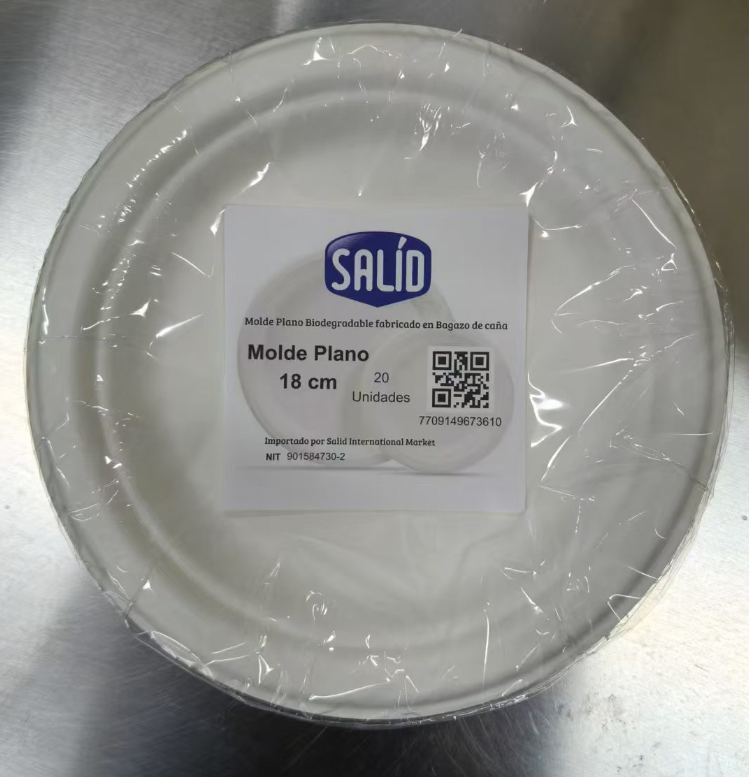 SALÍD
Molde Plano Biodegradable fabricado en Bagazo de caña
Molde Plano
18 cm
20
Unidades
7709149673610
Importado por Salid International Market
NIT 901584730-2